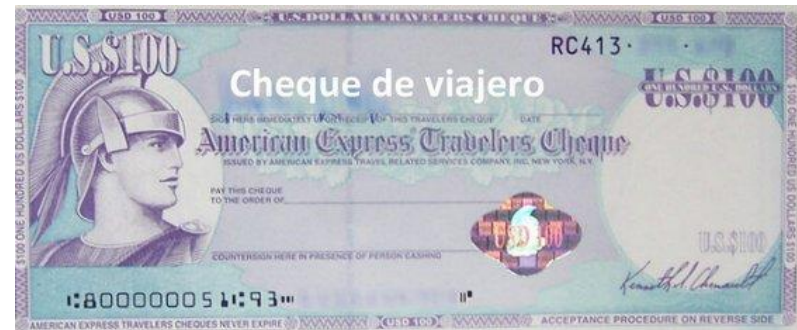 USD 100 U.S. DOLLAR TRAVELERS CHEQUE USD 100
U.S.$100
RC413·
U.S.$100
ONE HUNDRED U.S. DOLLARS
Cheque de viajero
SIGN HERE IMMEDIATELY UPON RECEIPT OF THIS TRAVELERS CHEQUE DATE
American Express Travelers Cheque
ISSUED BY AMERICAN EXPRESS TRAVEL RELATED SERVICES COMPANY, INC. NEW YORK, N.Y.
PAY THIS CHEQUE
TO THE ORDER OF
USD 100
U.S.$100
COUNTERSIGN HERE IN PRESENCE OF PERSON CASHING
Kenneth I. Chenault
⑆800000051⑆93⑈ ⑈
AMERICAN EXPRESS TRAVELERS CHEQUES NEVER EXPIRE USD 100 ACCEPTANCE PROCEDURE ON REVERSE SIDE
$100 ONE HUNDRED US DOLLARS $100
$100 ONE HUNDRED US DOLLARS $100